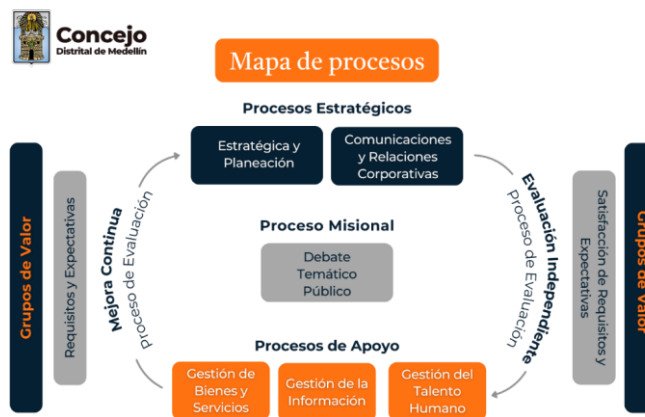 Concejo
Distrital de Medellín
Mapa de procesos
Procesos Estratégicos
Estratégica y
Planeación
Comunicaciones
y Relaciones
Corporativas
Grupos de Valor
Requisitos y Expectativas
Mejora Continua
Proceso de Evaluación
Proceso Misional
Debate
Temático
Público
Evaluación Independiente
Proceso de Evaluación
Satisfacción de Requisitos y
Expectativas
Grupos de Valor
Procesos de Apoyo
Gestión de
Bienes y
Servicios
Gestión de la
Información
Gestión del
Talento
Humano